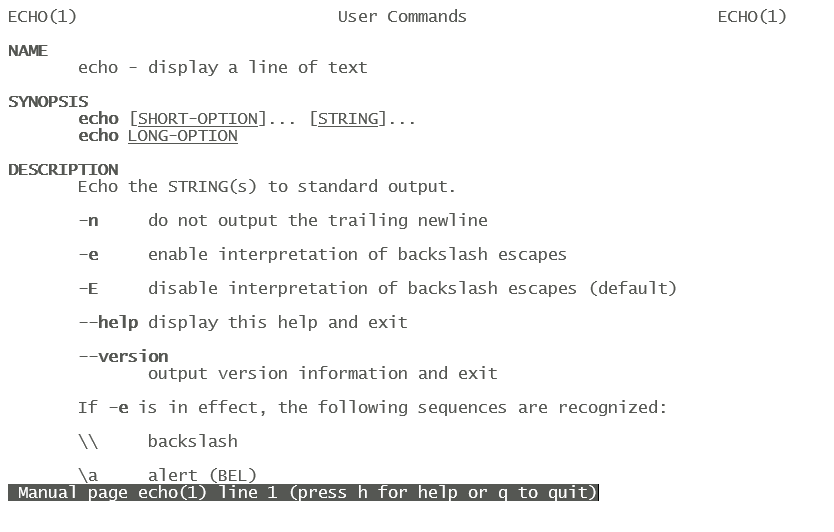 ECHO(1) User Commands ECHO(1)
NAME
echo - display a line of text
SYNOPSIS
echo [SHORT-OPTION]... [STRING]...
echo LONG-OPTION
DESCRIPTION
Echo the STRING(s) to standard output.
-n do not output the trailing newline
-e enable interpretation of backslash escapes
-E disable interpretation of backslash escapes (default)
--help display this help and exit
--version
output version information and exit
If -e is in effect, the following sequences are recognized:
\\ backslash
\a alert (BEL)
Manual page echo(1) line 1 (press h for help or q to quit)